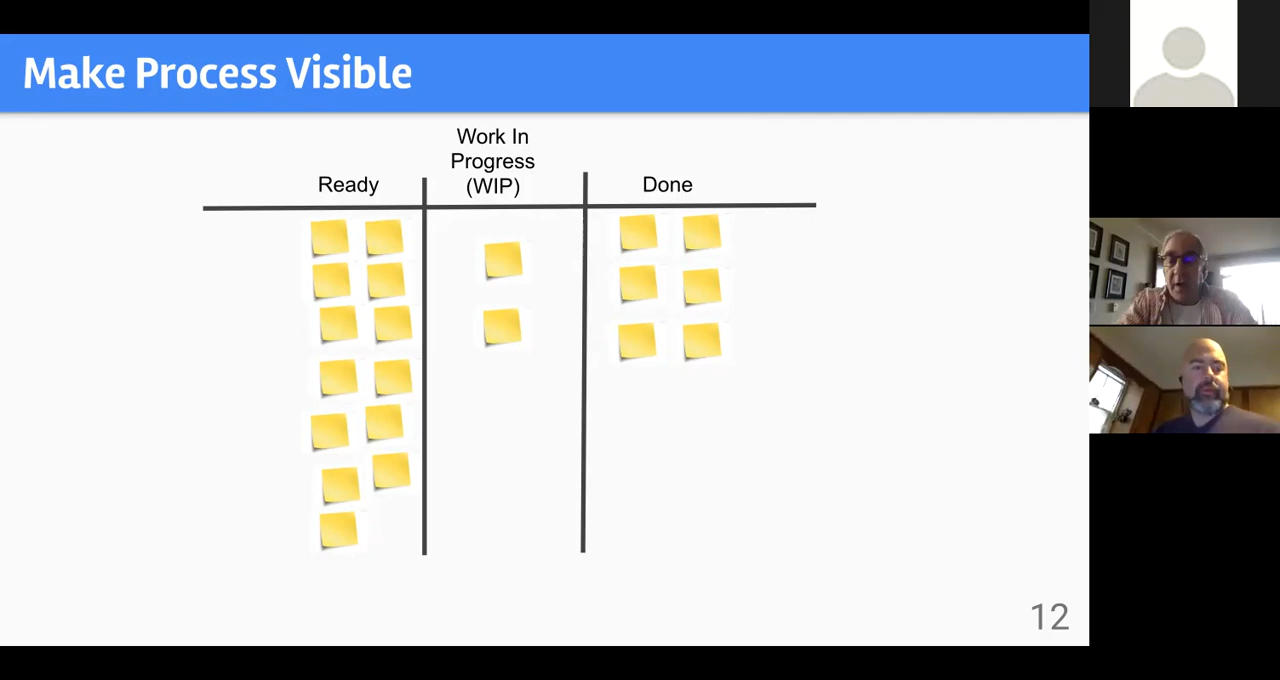 Make Process Visible
Work In
Progress
Ready
(WIP)
Done
12